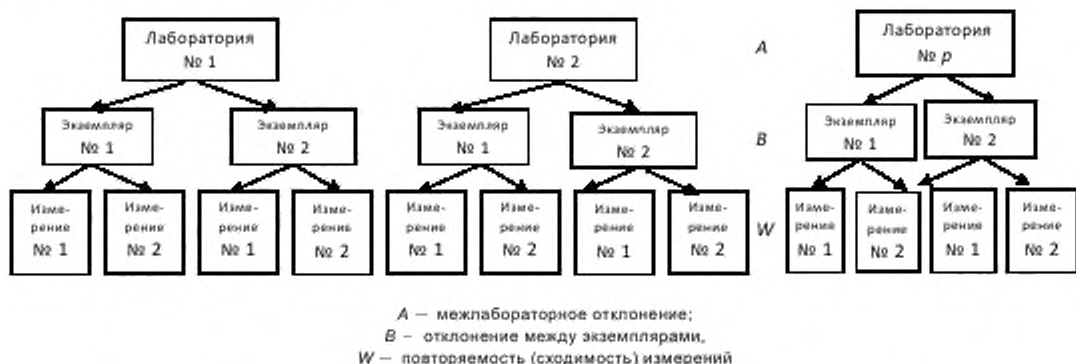 Лаборатория
№ 1
Лаборатория
№ 2
A
Лаборатория
№ p
Экземпляр
№ 1
Экземпляр
№ 2
Экземпляр
№ 1
Экземпляр
№ 2
B
Экземпляр
№ 1
Экземпляр
№ 2
Изме-
рение
№ 1
Изме-
рение
№ 2
Изме-
рение
№ 1
Изме-
рение
№ 2
Изме-
рение
№ 1
Изме-
рение
№ 2
Изме-
рение
№ 1
Изме-
рение
№ 2
W
Изме-
рение
№ 1
Изме-
рение
№ 2
Изме-
рение
№ 1
Изме-
рение
№ 2
A — межлабораторное отклонение;
B – отклонение между экземплярами,
W — повторяемость (сходимость) измерений